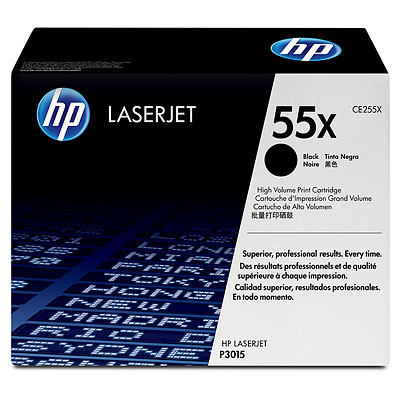 hp
hp
LASERJET
55X
CE255X
Black Tinta Negra
Noire 黑色
High Volume Print Cartridge
Cartouche d'Impression Grand Volume
Cartucho de Alto Volumen
批量打印硒鼓
Superior, professional results. Every time.
Des résultats professionnels et de qualité
supérieure à chaque impression.
Calidad superior, resultados profesionales.
En todo momento.
HP LASERJET
P3015